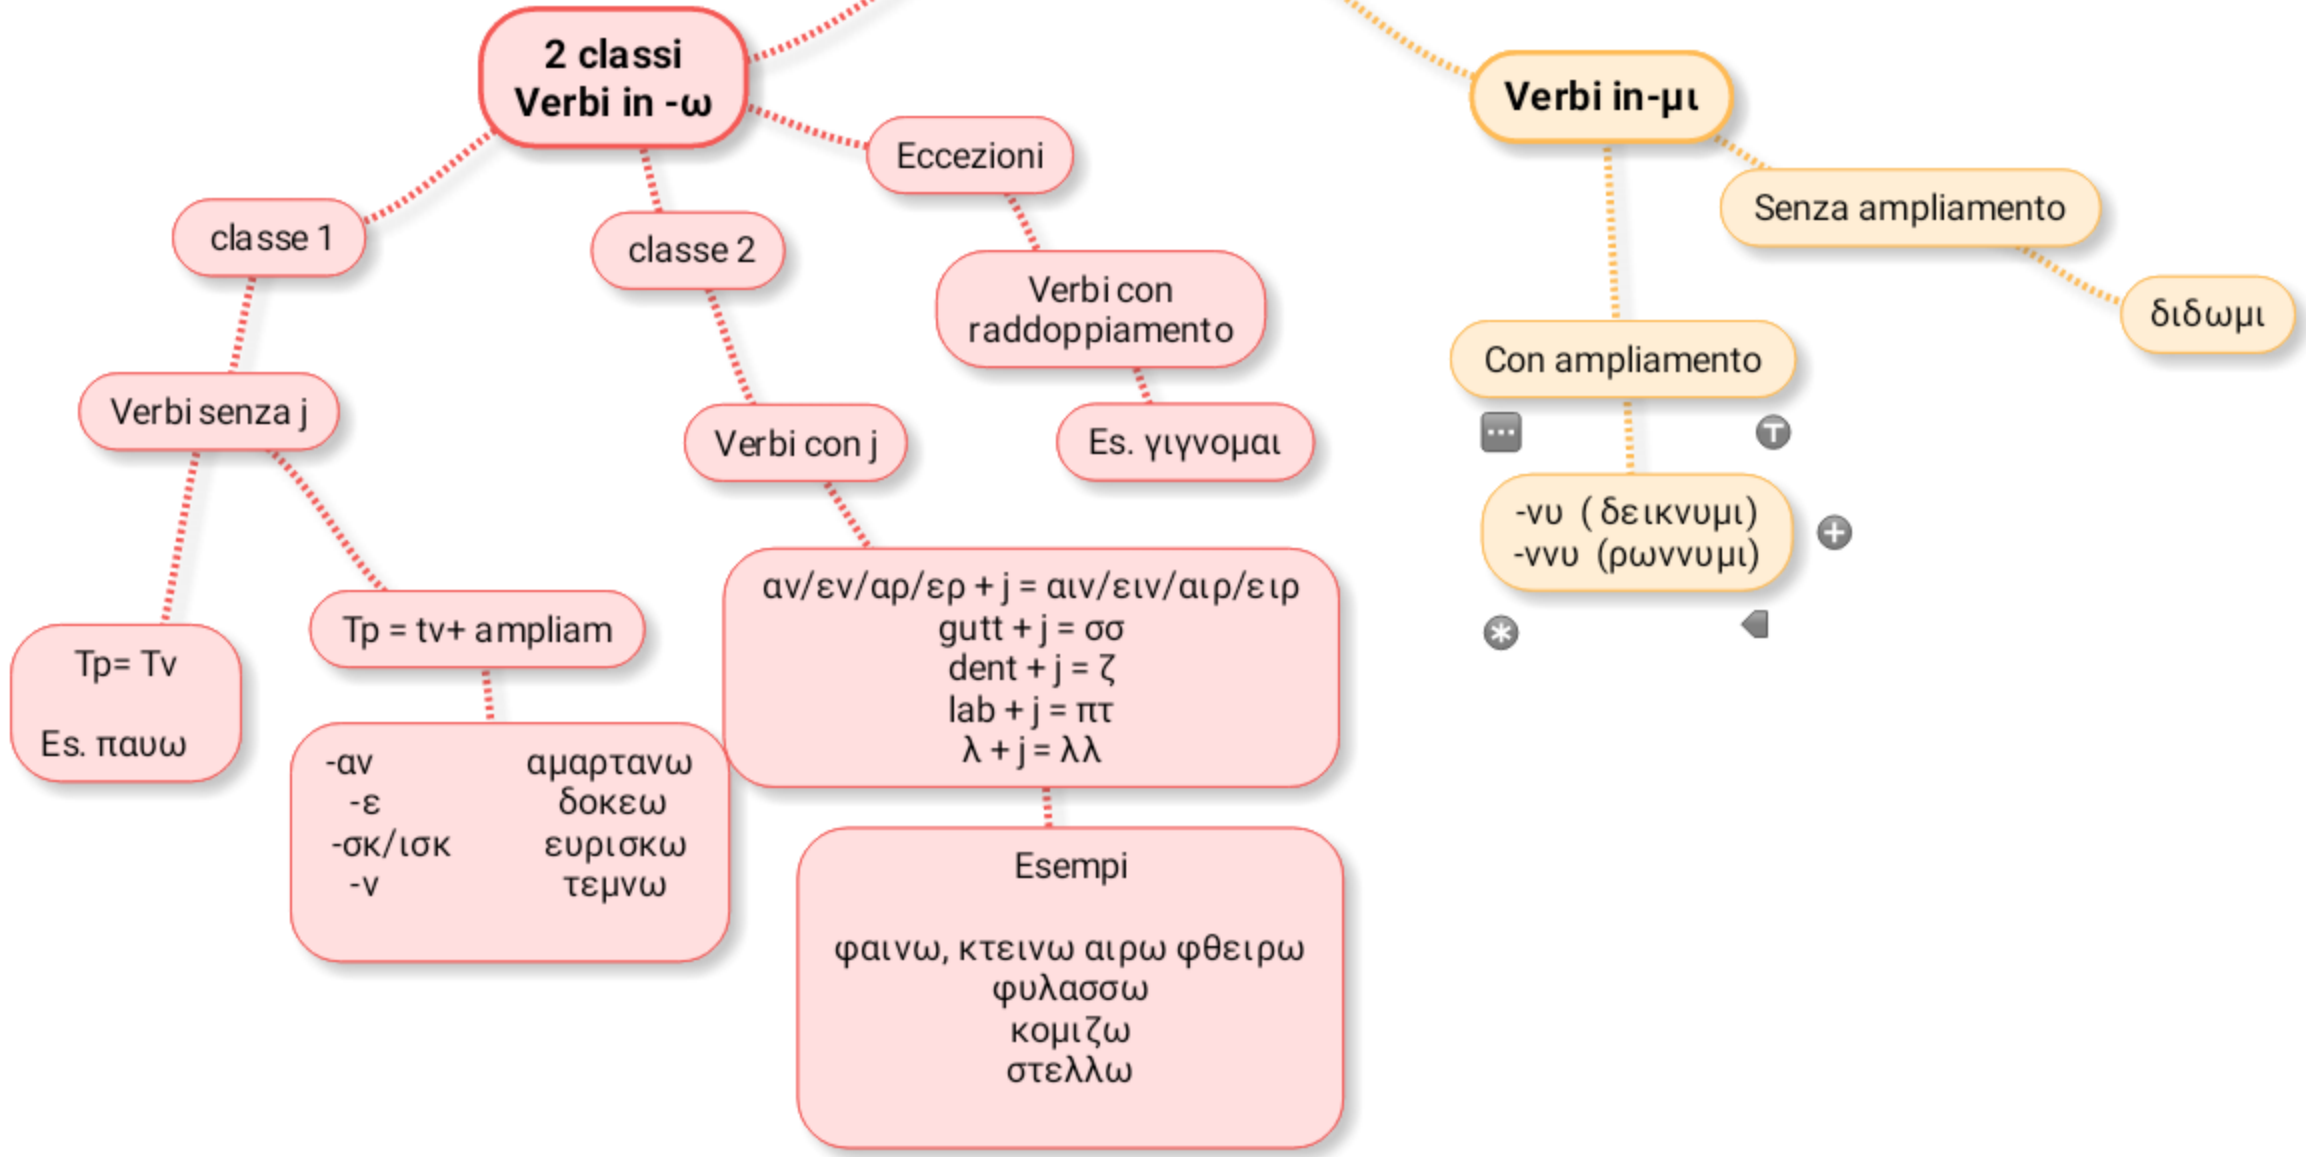 2 classi
Verbi in -ω
Eccezioni
classe 1
classe 2
Verbi con
raddoppiamento
Es. γιγνομαι
Verbi senza j
Verbi con j
Tp= Tv
Es. παυω
Tp = tv+ ampliam
-αν αμαρτανω
-ε δοκεω
-σκ/ισκ ευρισκω
-ν τεμνω
αν/εν/αρ/ερ + j = αιν/ειν/αιρ/ειρ
gutt + j = σσ
dent + j = ζ
lab + j = πτ
λ + j = λλ
Esempi
φαινω, κτεινω αιρω φθειρω
φυλασσω
κομιζω
στελλω
Verbi in-μι
Senza ampliamento
διδωμι
Con ampliamento
-νυ ( δεικνυμι)
-ννυ (ρωννυμι)